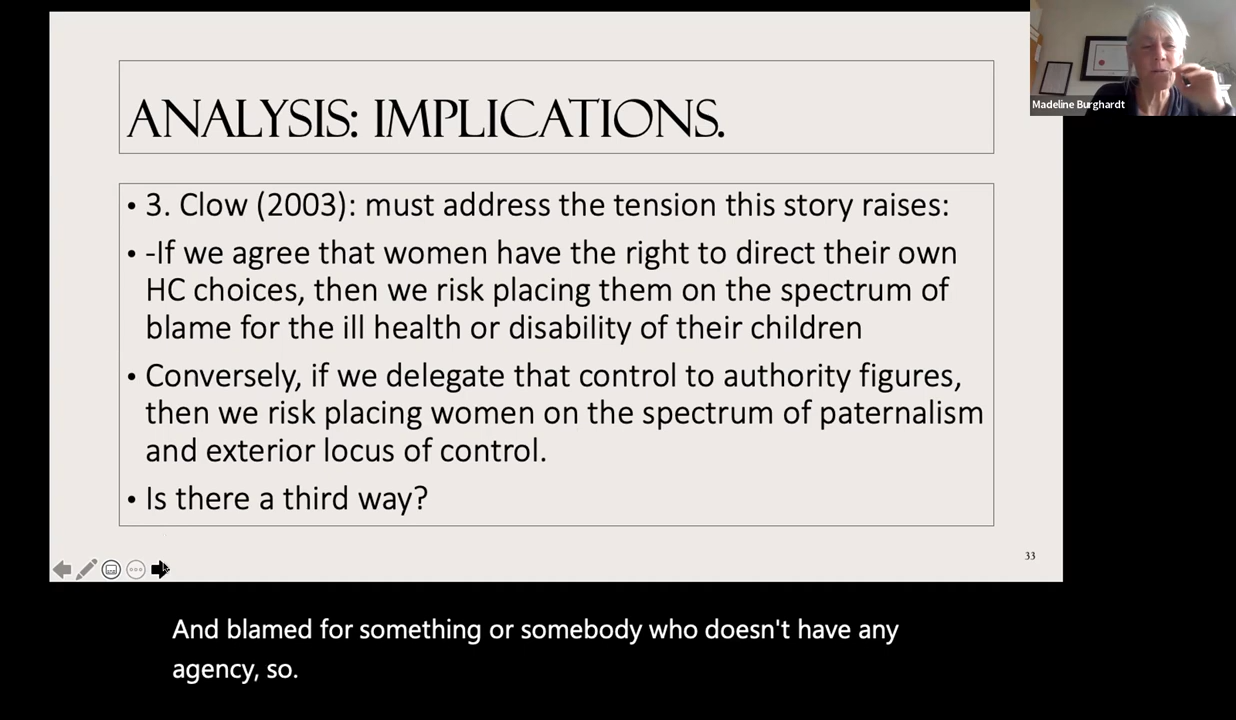 ANALYSIS: IMPLICATIONS.
Madeline Burghardt
• 3. Clow (2003): must address the tension this story raises:
• -If we agree that women have the right to direct their own
HC choices, then we risk placing them on the spectrum of
blame for the ill health or disability of their children
• Conversely, if we delegate that control to authority figures,
then we risk placing women on the spectrum of paternalism
and exterior locus of control.
• Is there a third way?
33
And blamed for something or somebody who doesn't have any
agency, so.